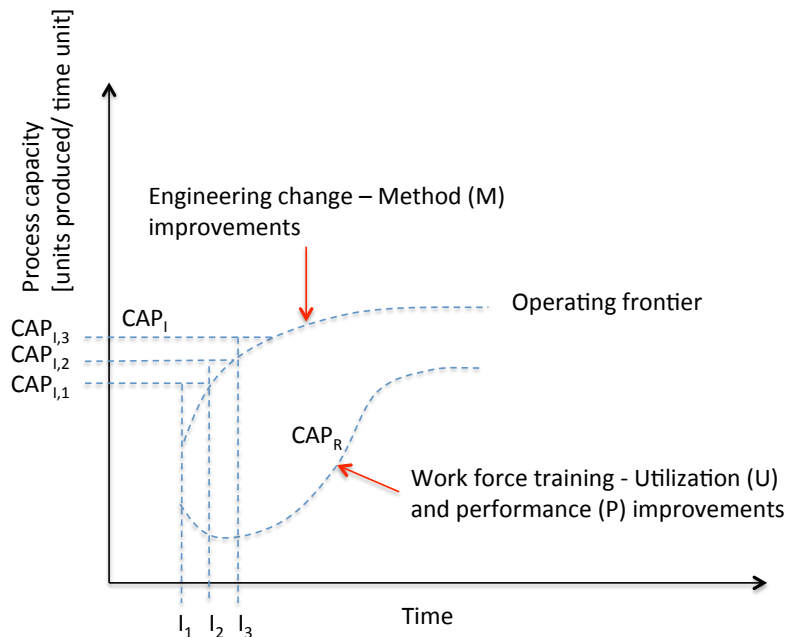 Process capacity
[units produced/ time unit]
Engineering change – Method (M)
improvements
Operating frontier
CAP_I
CAP_I,3
CAP_I,2
CAP_I,1
CAP_R
Work force training - Utilization (U)
and performance (P) improvements
Time
I_1 I_2 I_3